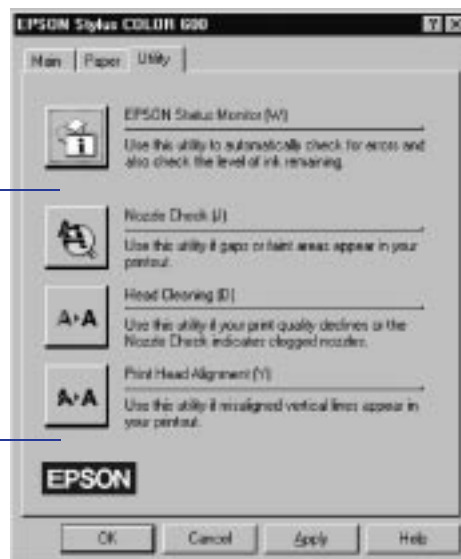 EPSON Stylus COLOR 600
Main Paper Utility
EPSON Status Monitor (W)
Use this utility to automatically check for errors and
also check the level of ink remaining.
Nozzle Check (J)
Use this utility if gaps or faint areas appear in your
printout.
Head Cleaning (D)
Use this utility if your print quality declines or the
Nozzle Check indicates clogged nozzles.
Print Head Alignment (Y)
Use this utility if misaligned vertical lines appear in
your printout.
EPSON
OK Cancel Apply Help